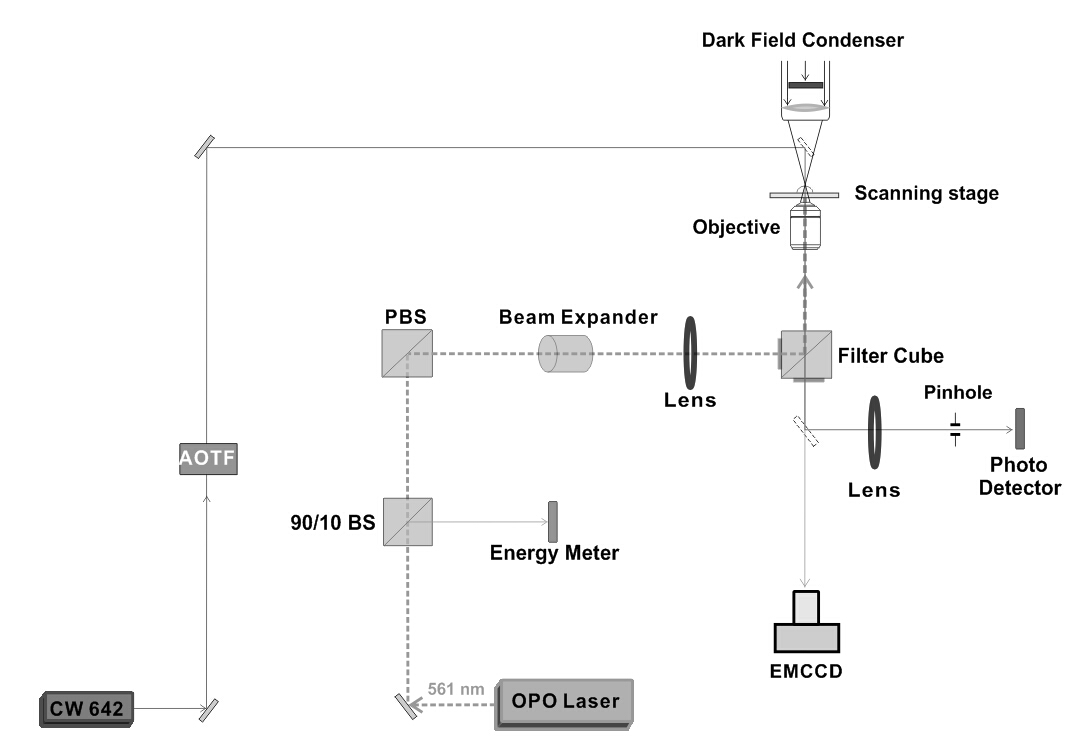 Dark Field Condenser
Scanning stage
Objective
PBS
Beam Expander
Filter Cube
Lens
Pinhole
AOTF
Photo
Detector
Lens
90/10 BS
Energy Meter
EMCCD
561 nm
OPO Laser
CW 642